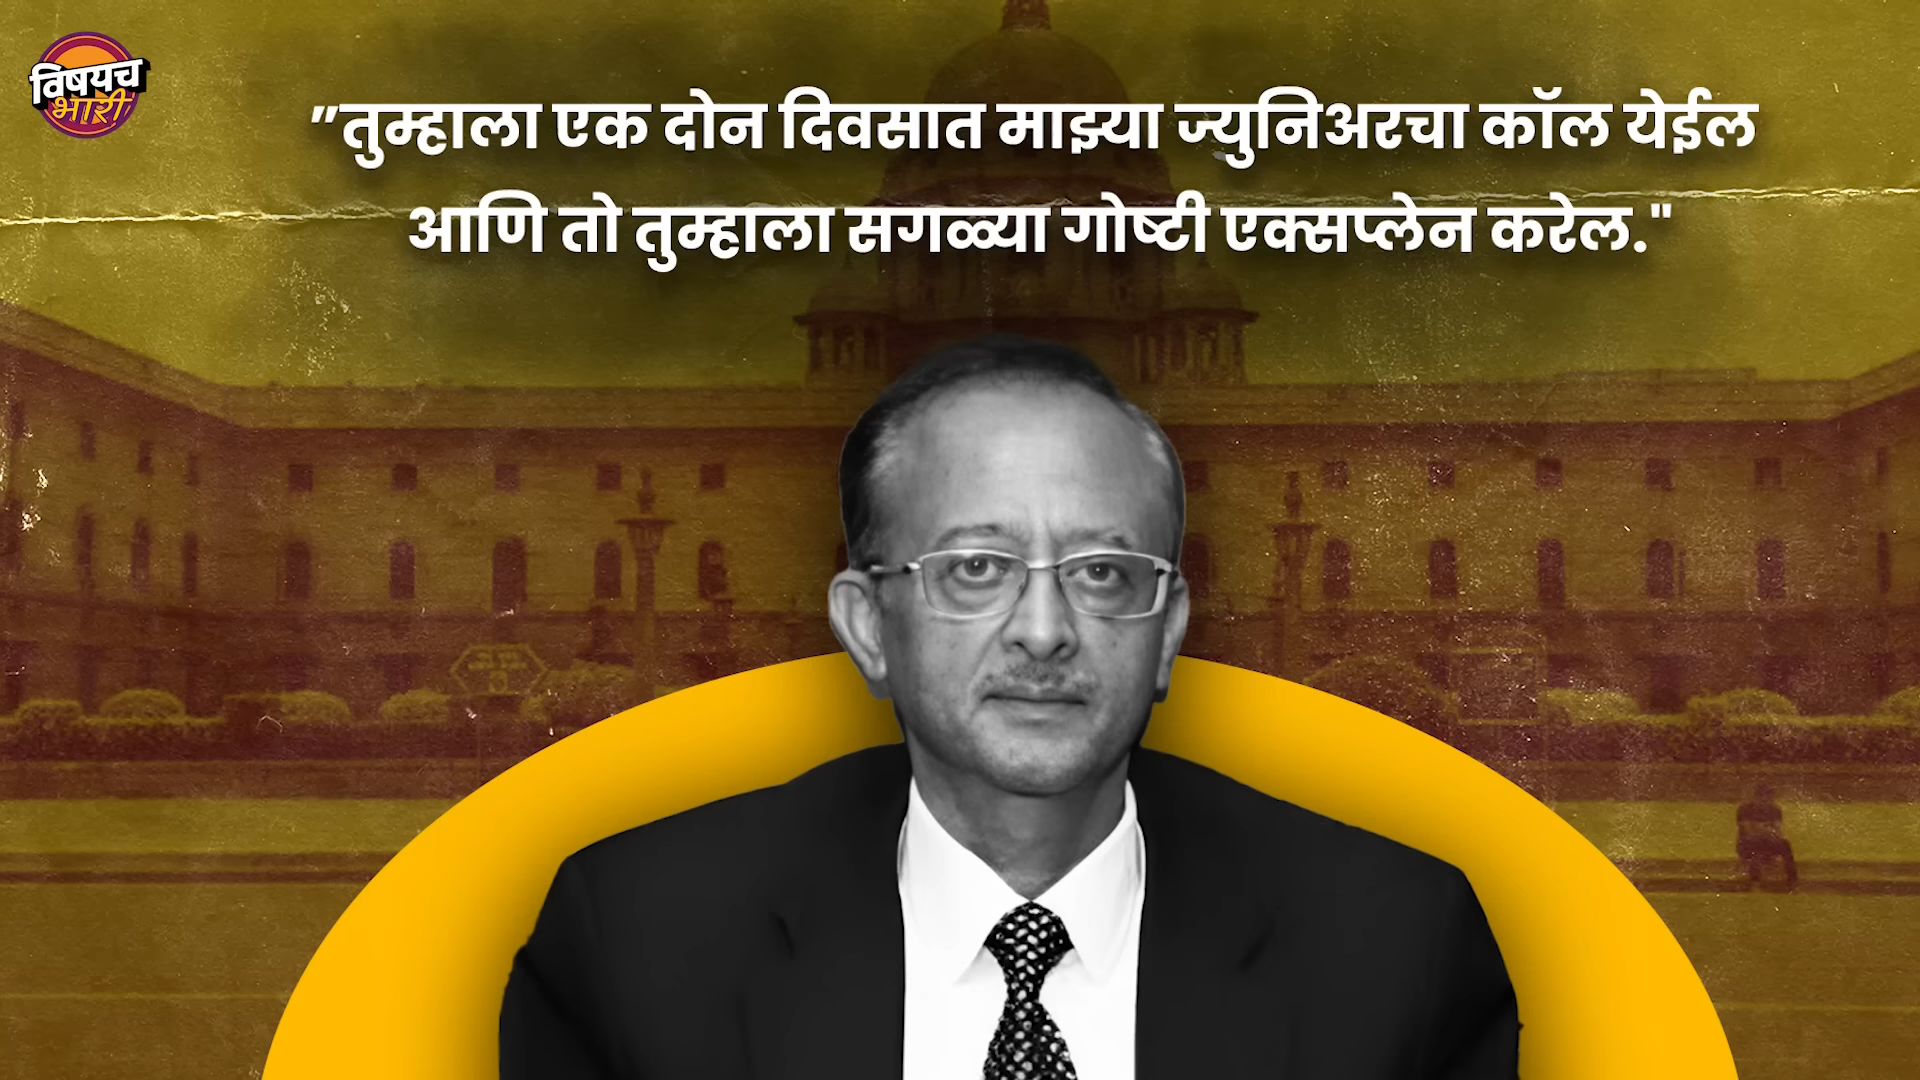 विषयच
भारी
”तुम्हाला एक दोन दिवसात माझ्या ज्युनिअरचा कॉल येईल
आणि तो तुम्हाला सगळ्या गोष्टी एक्सप्लेन करेल."